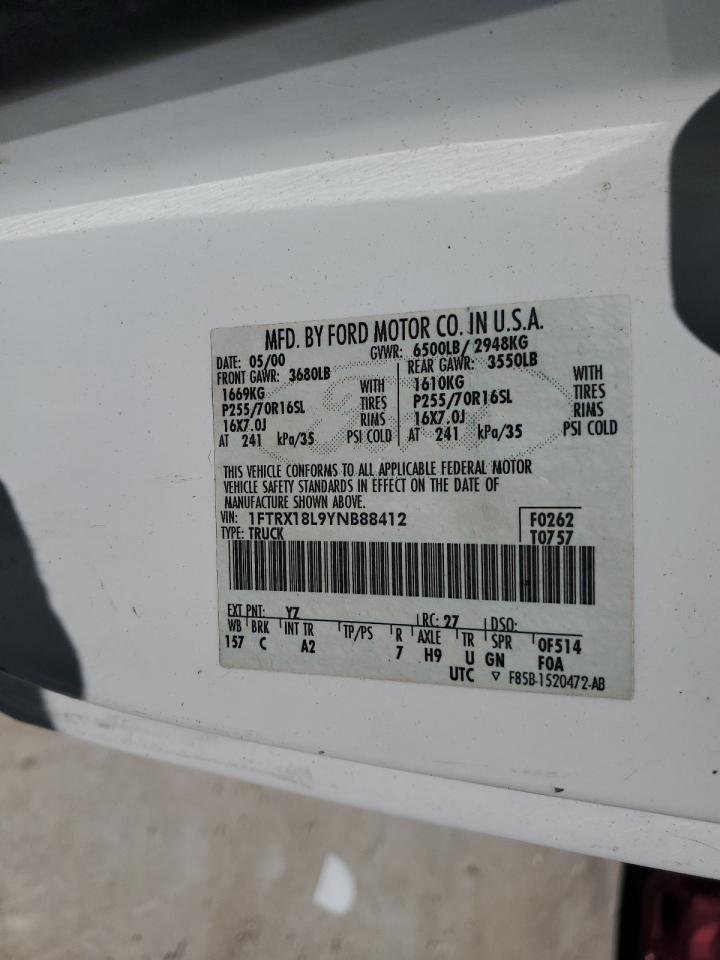 MFD. BY FORD MOTOR CO. IN U.S.A.
DATE: 05/00 GVWR: 6500LB/ 2948KG
FRONT GAWR: 3680LB REAR GAWR: 3550LB
1669KG WITH 1610KG WITH
P255/70R16SL TIRES P255/70R16SL TIRES
16X7.0J RIMS 16X7.0J RIMS
AT 241 kPa/35 PSI COLD AT 241 kPa/35 PSI COLD
THIS VEHICLE CONFORMS TO ALL APPLICABLE FEDERAL MOTOR
VEHICLE SAFETY STANDARDS IN EFFECT ON THE DATE OF
MANUFACTURE SHOWN ABOVE.
VIN: 1FTRX18L9YNB88412 F0262
TYPE: TRUCK T0757
EXT PNT: YZ RC: 27 DSO:
WB BRK INT TR TP/PS R AXLE TR SPR 0F514
157 C A2 7 H9 U GN F0A
UTC ▽ F85B-1520472-AB